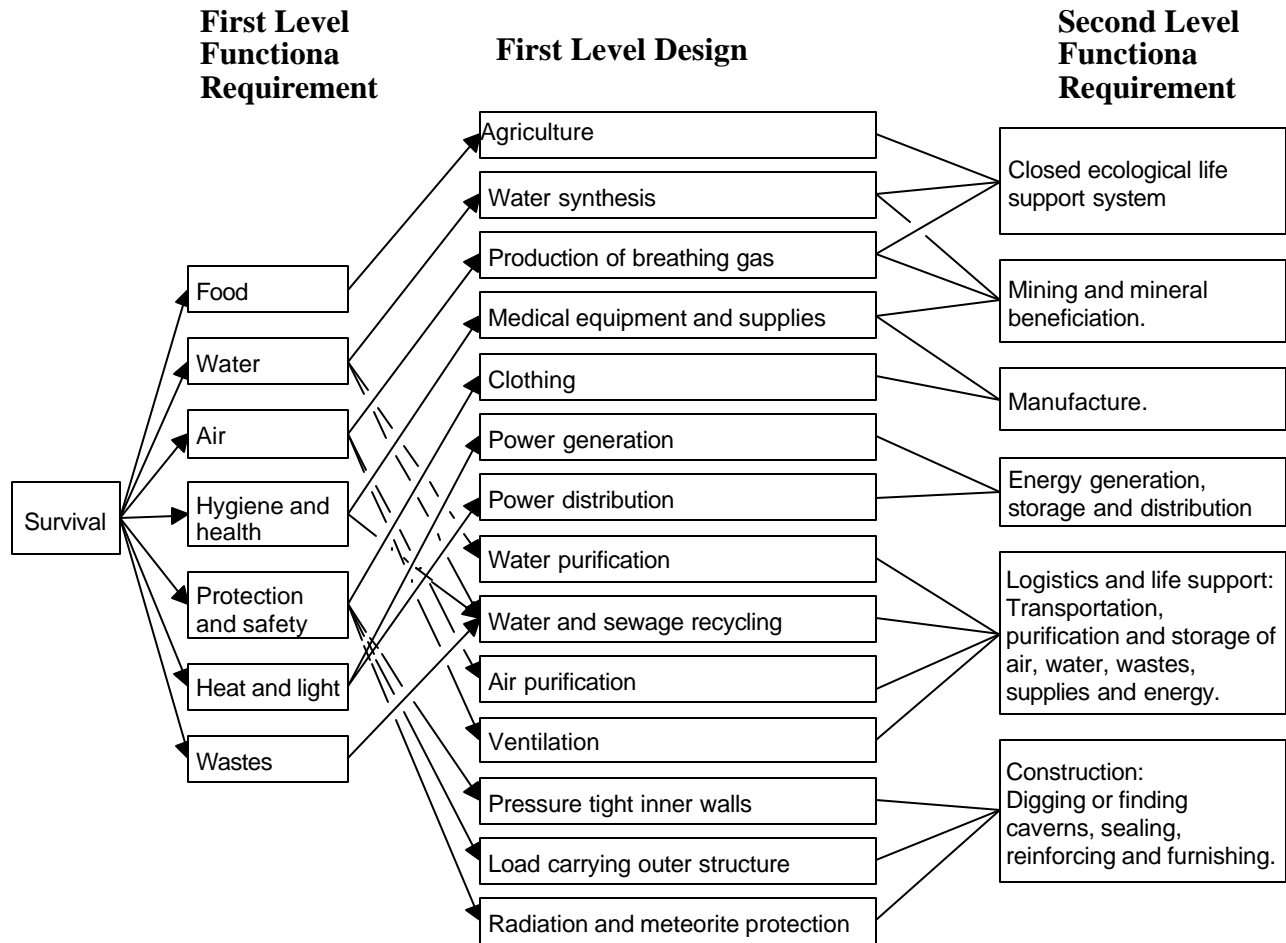 First Level
Functiona
Requirement
First Level Design
Second Level
Functiona
Requirement
Survival
Food
Water
Air
Hygiene and
health
Protection
and safety
Heat and light
Wastes
Agriculture
Water synthesis
Production of breathing gas
Medical equipment and supplies
Clothing
Power generation
Power distribution
Water purification
Water and sewage recycling
Air purification
Ventilation
Pressure tight inner walls
Load carrying outer structure
Radiation and meteorite protection
Closed ecological life
support system
Mining and mineral
beneficiation.
Manufacture.
Energy generation,
storage and distribution
Logistics and life support:
Transportation,
purification and storage of
air, water, wastes,
supplies and energy.
Construction:
Digging or finding
caverns, sealing,
reinforcing and furnishing.